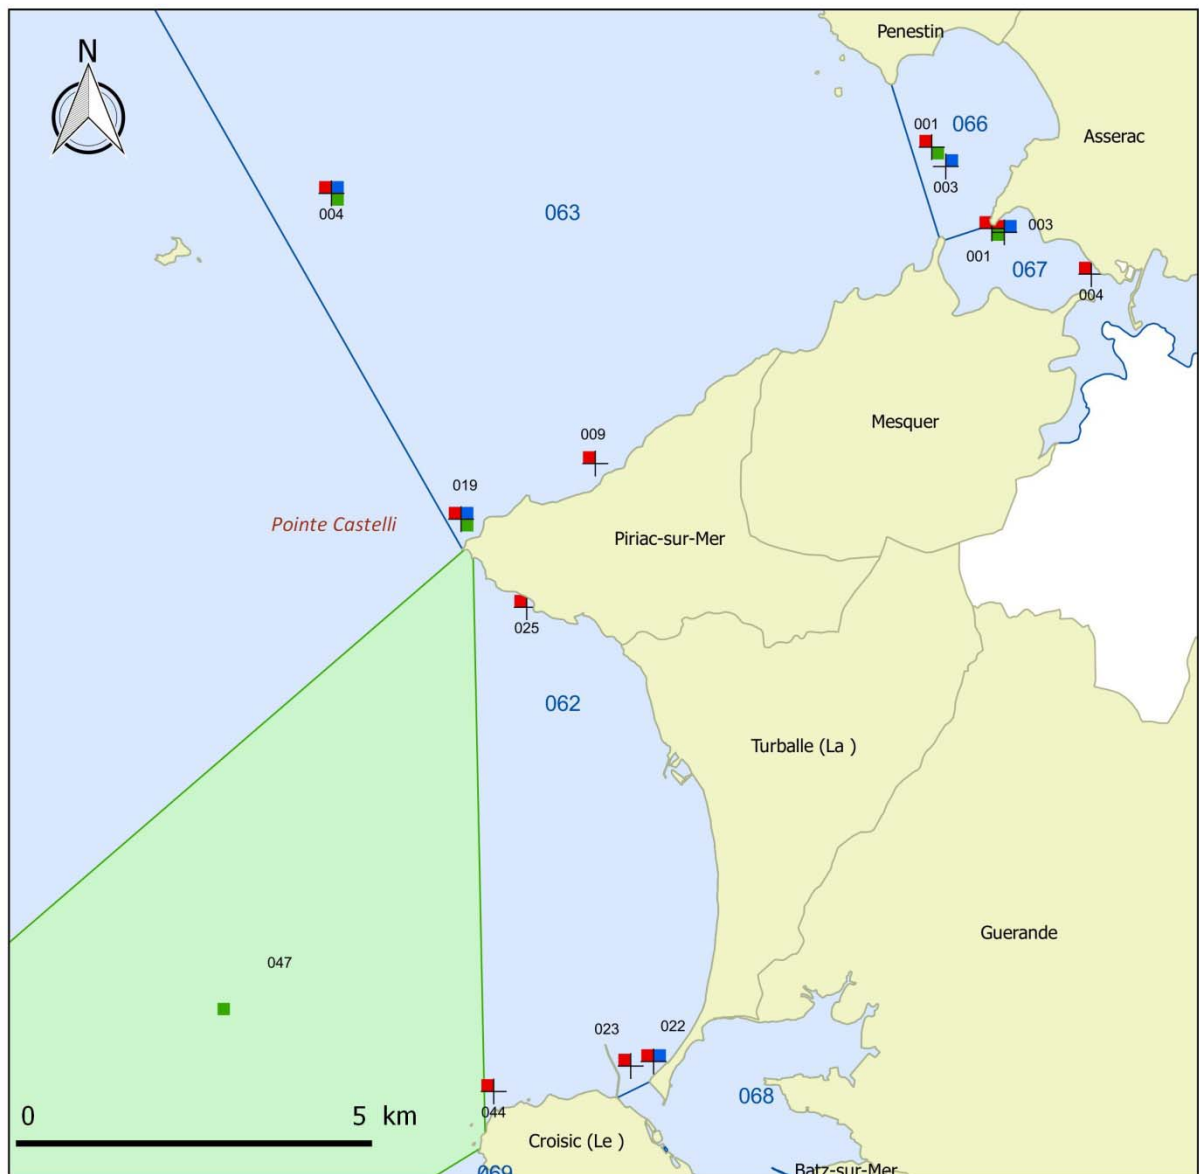 Penestin
N
001
066
Asserac
003
004
063
003
001
067
004
Mesquer
009
019
Pointe Castelli
Piriac-sur-Mer
025
062
Turballe (La )
Guerande
047
023
022
068
044
0 5 km
Croisic (Le )
069
Batz-sur-Mer